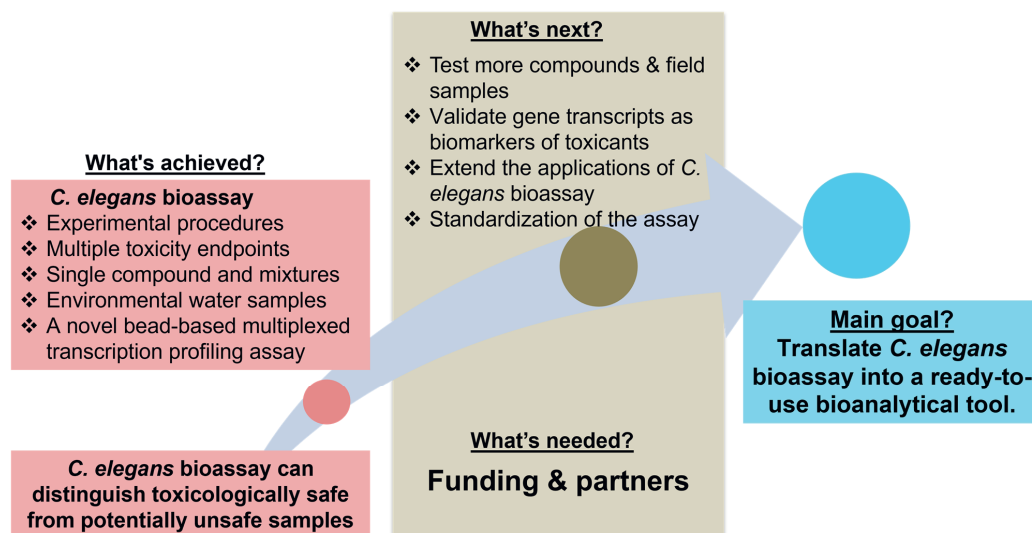 What's achieved?
C. elegans bioassay
❖ Experimental procedures
❖ Multiple toxicity endpoints
❖ Single compound and mixtures
❖ Environmental water samples
❖ A novel bead-based multiplexed
transcription profiling assay
C. elegans bioassay can
distinguish toxicologically safe
from potentially unsafe samples
What’s next?
❖ Test more compounds & field
samples
❖ Validate gene transcripts as
biomarkers of toxicants
❖ Extend the applications of C.
elegans bioassay
❖ Standardization of the assay
What’s needed?
Funding & partners
Main goal?
Translate C. elegans
bioassay into a ready-to-
use bioanalytical tool.